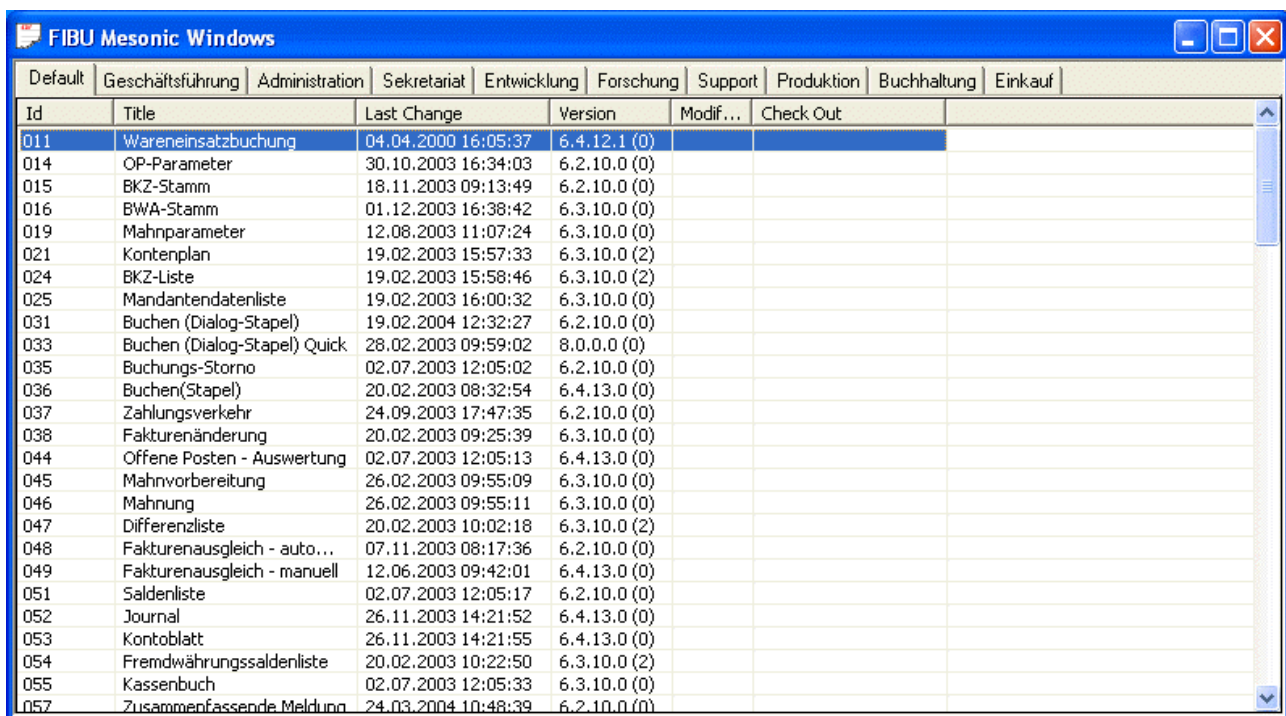 FIBU Mesonic Windows
Default Geschäftsführung Administration Sekretariat Entwicklung Forschung Support Produktion Buchhaltung Einkauf
Id Title Last Change Version Modif... Check Out
011 Wareneinsatzbuchung 04.04.2000 16:05:37 6.4.12.1 (0)
014 OP-Parameter 30.10.2003 16:34:03 6.2.10.0 (0)
015 BKZ-Stamm 18.11.2003 09:13:49 6.2.10.0 (0)
016 BWA-Stamm 01.12.2003 16:38:42 6.3.10.0 (0)
019 Mahnparameter 12.08.2003 11:07:24 6.3.10.0 (0)
021 Kontenplan 19.02.2003 15:57:33 6.3.10.0 (2)
024 BKZ-Liste 19.02.2003 15:58:46 6.3.10.0 (2)
025 Mandantendatenliste 19.02.2003 16:00:32 6.3.10.0 (0)
031 Buchen (Dialog-Stapel) 19.02.2004 12:32:27 6.2.10.0 (0)
033 Buchen (Dialog-Stapel) Quick 28.02.2003 09:59:02 8.0.0.0 (0)
035 Buchungs-Storno 02.07.2003 12:05:02 6.2.10.0 (0)
036 Buchen(Stapel) 20.02.2003 08:32:54 6.4.13.0 (0)
037 Zahlungsverkehr 24.09.2003 17:47:35 6.2.10.0 (0)
038 Fakturenänderung 20.02.2003 09:25:39 6.3.10.0 (0)
044 Offene Posten - Auswertung 02.07.2003 12:05:13 6.4.13.0 (0)
045 Mahnvorbereitung 26.02.2003 09:55:09 6.3.10.0 (0)
046 Mahnung 26.02.2003 09:55:11 6.3.10.0 (0)
047 Differenzliste 20.02.2003 10:02:18 6.3.10.0 (2)
048 Fakturenausgleich - auto... 07.11.2003 08:17:36 6.2.10.0 (0)
049 Fakturenausgleich - manuell 12.06.2003 09:42:01 6.4.13.0 (0)
051 Saldenliste 02.07.2003 12:05:17 6.2.10.0 (0)
052 Journal 26.11.2003 14:21:52 6.4.13.0 (0)
053 Kontoblatt 26.11.2003 14:21:55 6.4.13.0 (0)
054 Fremdwährungssaldenliste 20.02.2003 10:22:50 6.3.10.0 (2)
055 Kassenbuch 02.07.2003 12:05:33 6.3.10.0 (0)
057 Zusammenfassende Meldung 24.03.2004 10:48:39 6.2.10.0 (0)